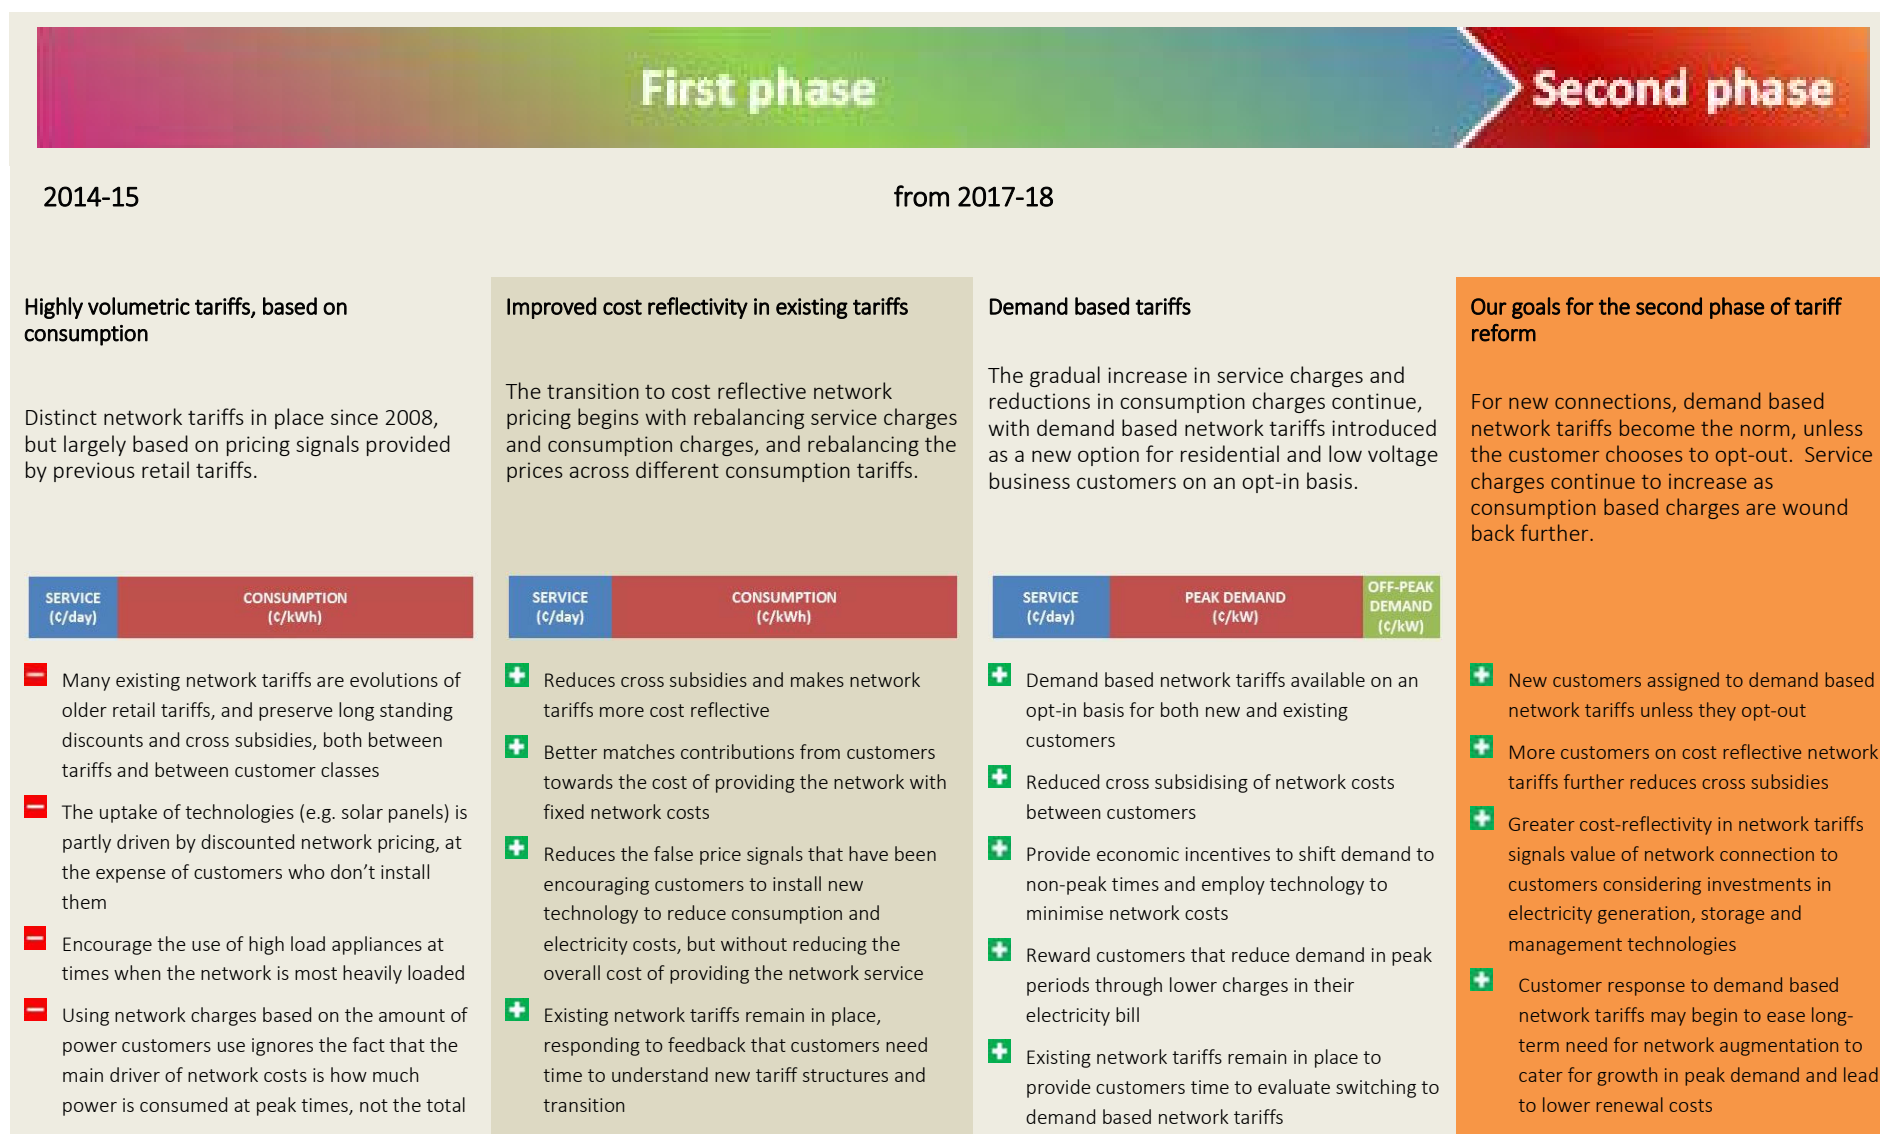 First phase
Second phase
2014-15
from 2017-18
Highly volumetric tariffs, based on
consumption
Distinct network tariffs in place since 2008,
but largely based on pricing signals provided
by previous retail tariffs.
SERVICE
(¢/day)
CONSUMPTION
(¢/kWh)
Many existing network tariffs are evolutions of
older retail tariffs, and preserve long standing
discounts and cross subsidies, both between
tariffs and between customer classes
The uptake of technologies (e.g. solar panels) is
partly driven by discounted network pricing, at
the expense of customers who don’t install
them
Encourage the use of high load appliances at
times when the network is most heavily loaded
Using network charges based on the amount of
power customers use ignores the fact that the
main driver of network costs is how much
power is consumed at peak times, not the total
Improved cost reflectivity in existing tariffs
The transition to cost reflective network
pricing begins with rebalancing service charges
and consumption charges, and rebalancing the
prices across different consumption tariffs.
SERVICE
(¢/day)
CONSUMPTION
(¢/kWh)
Reduces cross subsidies and makes network
tariffs more cost reflective
Better matches contributions from customers
towards the cost of providing the network with
fixed network costs
Reduces the false price signals that have been
encouraging customers to install new
technology to reduce consumption and
electricity costs, but without reducing the
overall cost of providing the network service
Existing network tariffs remain in place,
responding to feedback that customers need
time to understand new tariff structures and
transition
Demand based tariffs
The gradual increase in service charges and
reductions in consumption charges continue,
with demand based network tariffs introduced
as a new option for residential and low voltage
business customers on an opt-in basis.
SERVICE
(¢/day)
PEAK DEMAND
(¢/kW)
OFF-PEAK
DEMAND
(¢/kW)
Demand based network tariffs available on an
opt-in basis for both new and existing
customers
Reduced cross subsidising of network costs
between customers
Provide economic incentives to shift demand to
non-peak times and employ technology to
minimise network costs
Reward customers that reduce demand in peak
periods through lower charges in their
electricity bill
Existing network tariffs remain in place to
provide customers time to evaluate switching to
demand based network tariffs
Our goals for the second phase of tariff
reform
For new connections, demand based
network tariffs become the norm, unless
the customer chooses to opt-out.  Service
charges continue to increase as
consumption based charges are wound
back further.
New customers assigned to demand based
network tariffs unless they opt-out
More customers on cost reflective network
tariffs further reduces cross subsidies
Greater cost-reflectivity in network tariffs
signals value of network connection to
customers considering investments in
electricity generation, storage and
management technologies
Customer response to demand based
network tariffs may begin to ease long-
term need for network augmentation to
cater for growth in peak demand and lead
to lower renewal costs